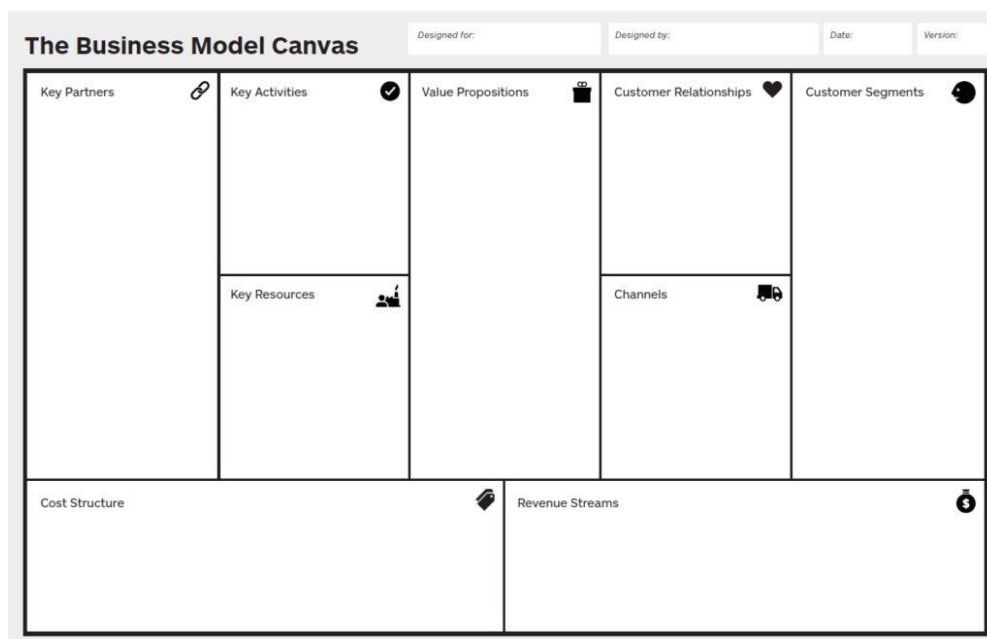 The Business Model Canvas
Designed for:
Designed by:
Date:
Version:
Key Partners
Key Activities
Value Propositions
Customer Relationships
Customer Segments
Key Resources
Channels
Cost Structure
Revenue Streams
$